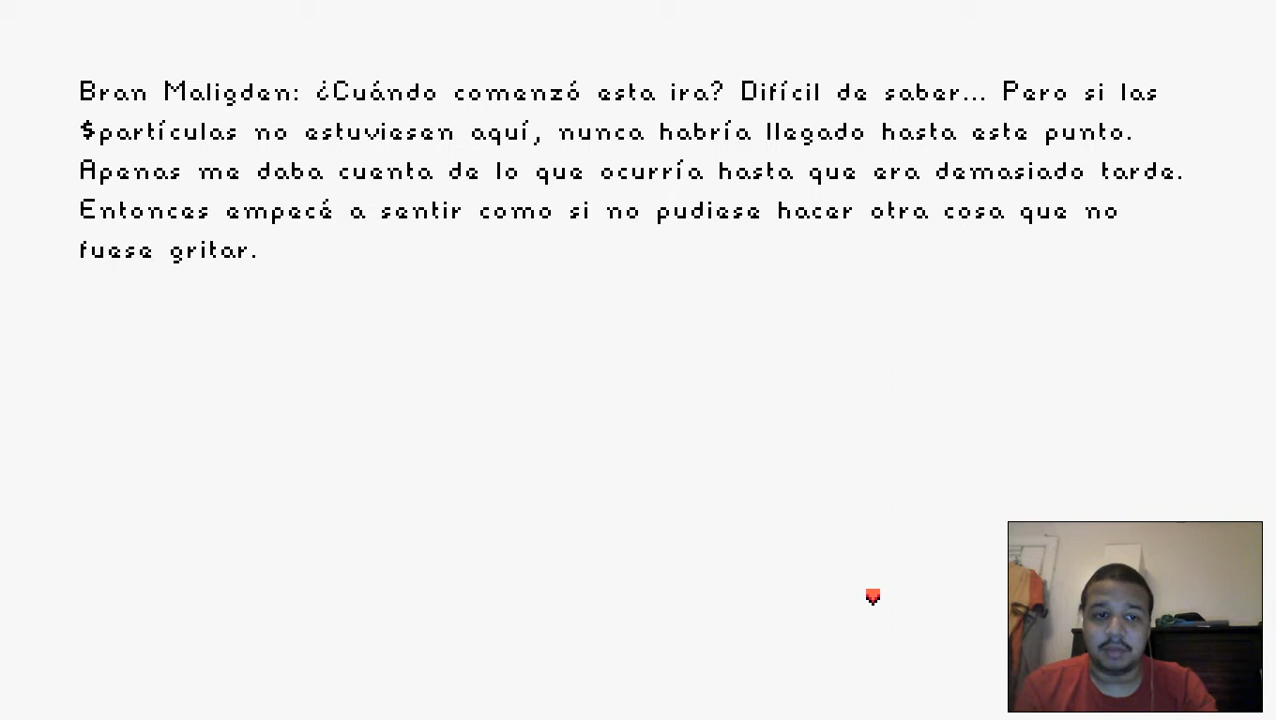 Bran Maligden: ¿Cuándo comenzó esta ira? Difícil de saber... Pero si las
$partículas no estuviesen aquí, nunca habría llegado hasta este punto.
Apenas me daba cuenta de lo que ocurría hasta que era demasiado tarde.
Entonces empecé a sentir como si no pudiese hacer otra cosa que no
fuese gritar.